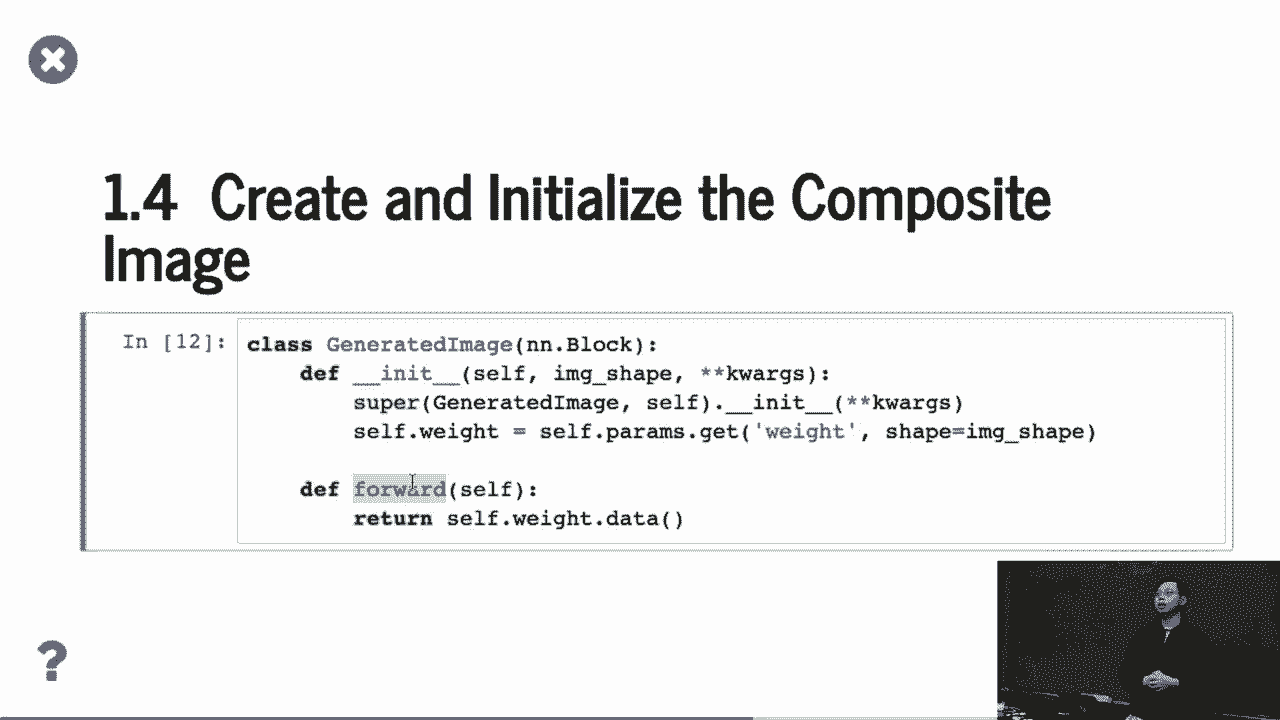 1.4 Create and Initialize the Composite
Image
In [12]:
class GeneratedImage(nn.Block):
    def __init__(self, img_shape, **kwargs):
        super(GeneratedImage, self).__init__(**kwargs)
        self.weight = self.params.get('weight', shape=img_shape)
    def forward(self):
        return self.weight.data()
?